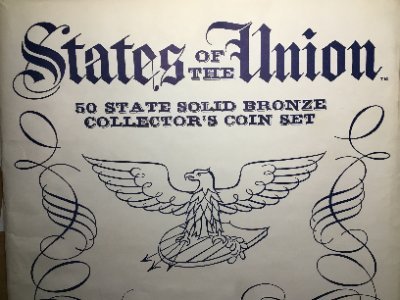 States OF THE Union™
50 STATE SOLID BRONZE
COLLECTOR'S COIN SET